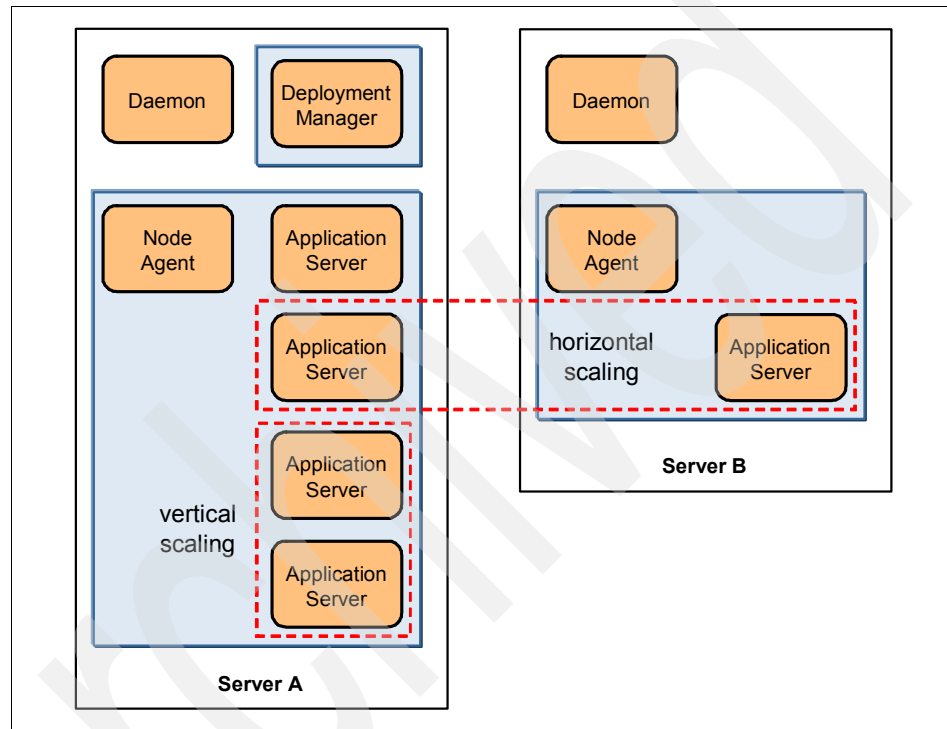 Daemon
Deployment
Manager
Node
Agent
Application
Server
Application
Server
Application
Server
vertical
scaling
Application
Server
Server A
Daemon
Node
Agent
horizontal
scaling
Application
Server
Server B